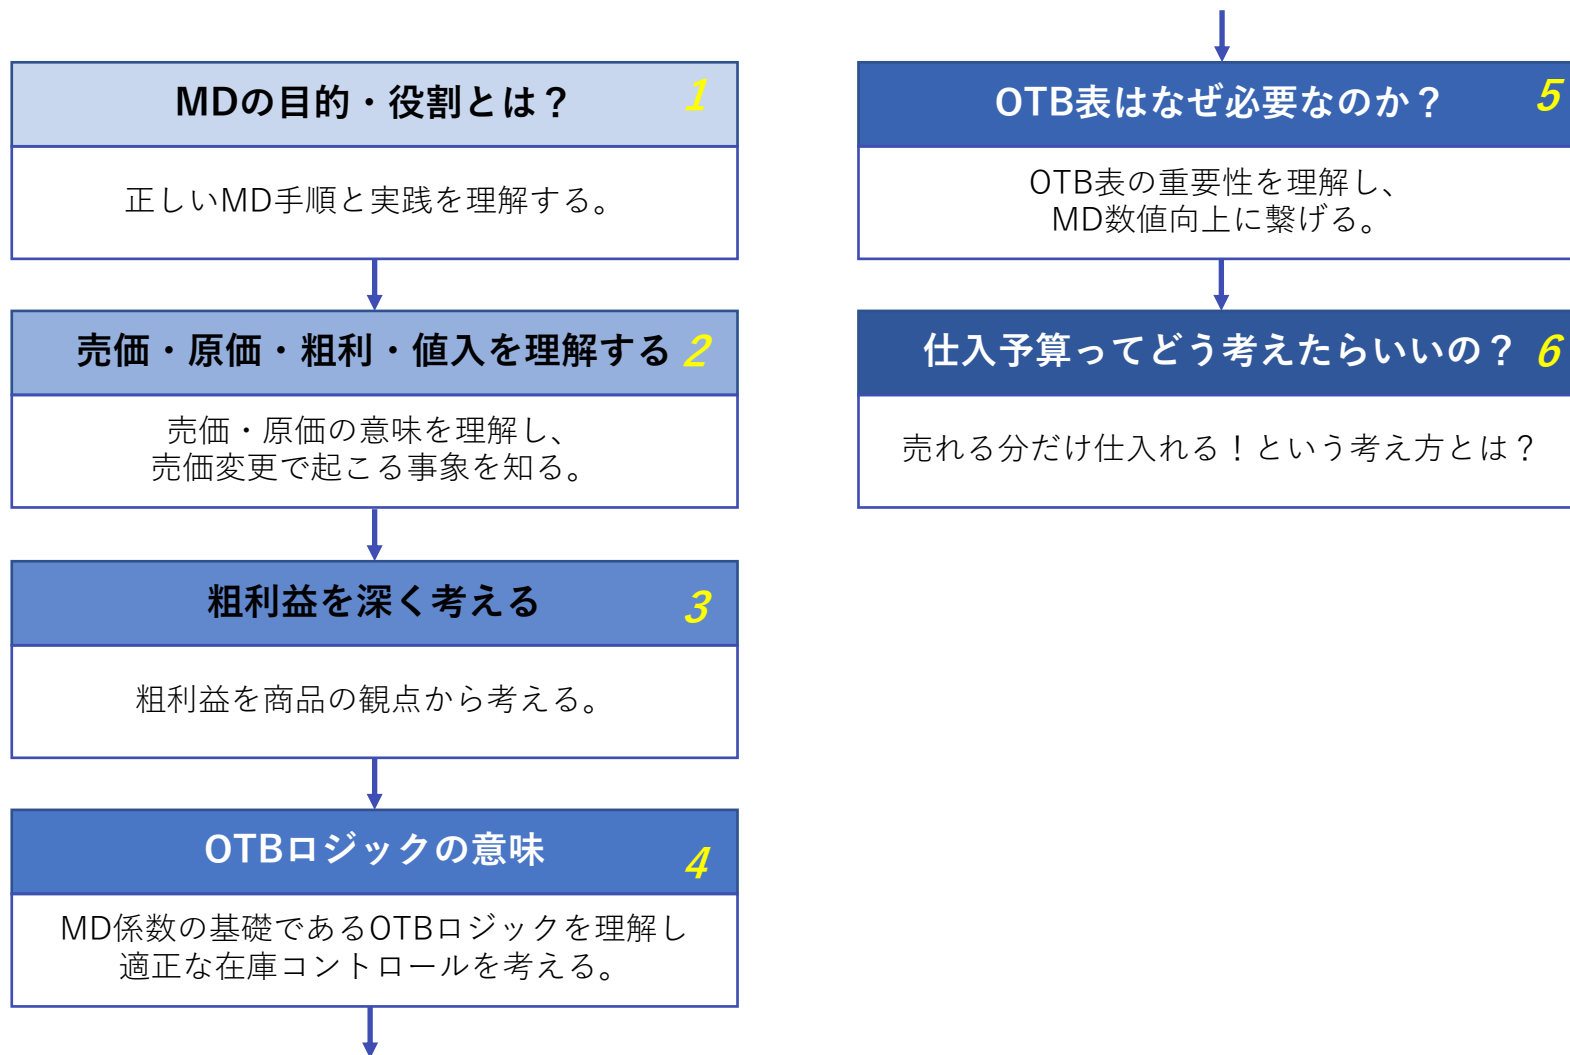 MDの目的・役割とは？ 1
正しいMD手順と実践を理解する。
売価・原価・粗利・値入を理解する 2
売価・原価の意味を理解し、
売価変更で起こる事象を知る。
粗利益を深く考える 3
粗利益を商品の観点から考える。
OTBロジックの意味 4
MD係数の基礎であるOTBロジックを理解し
適正な在庫コントロールを考える。
OTB表はなぜ必要なのか？ 5
OTB表の重要性を理解し、
MD数値向上に繋げる。
仕入予算ってどう考えたらいいの？ 6
売れる分だけ仕入れる！という考え方とは？